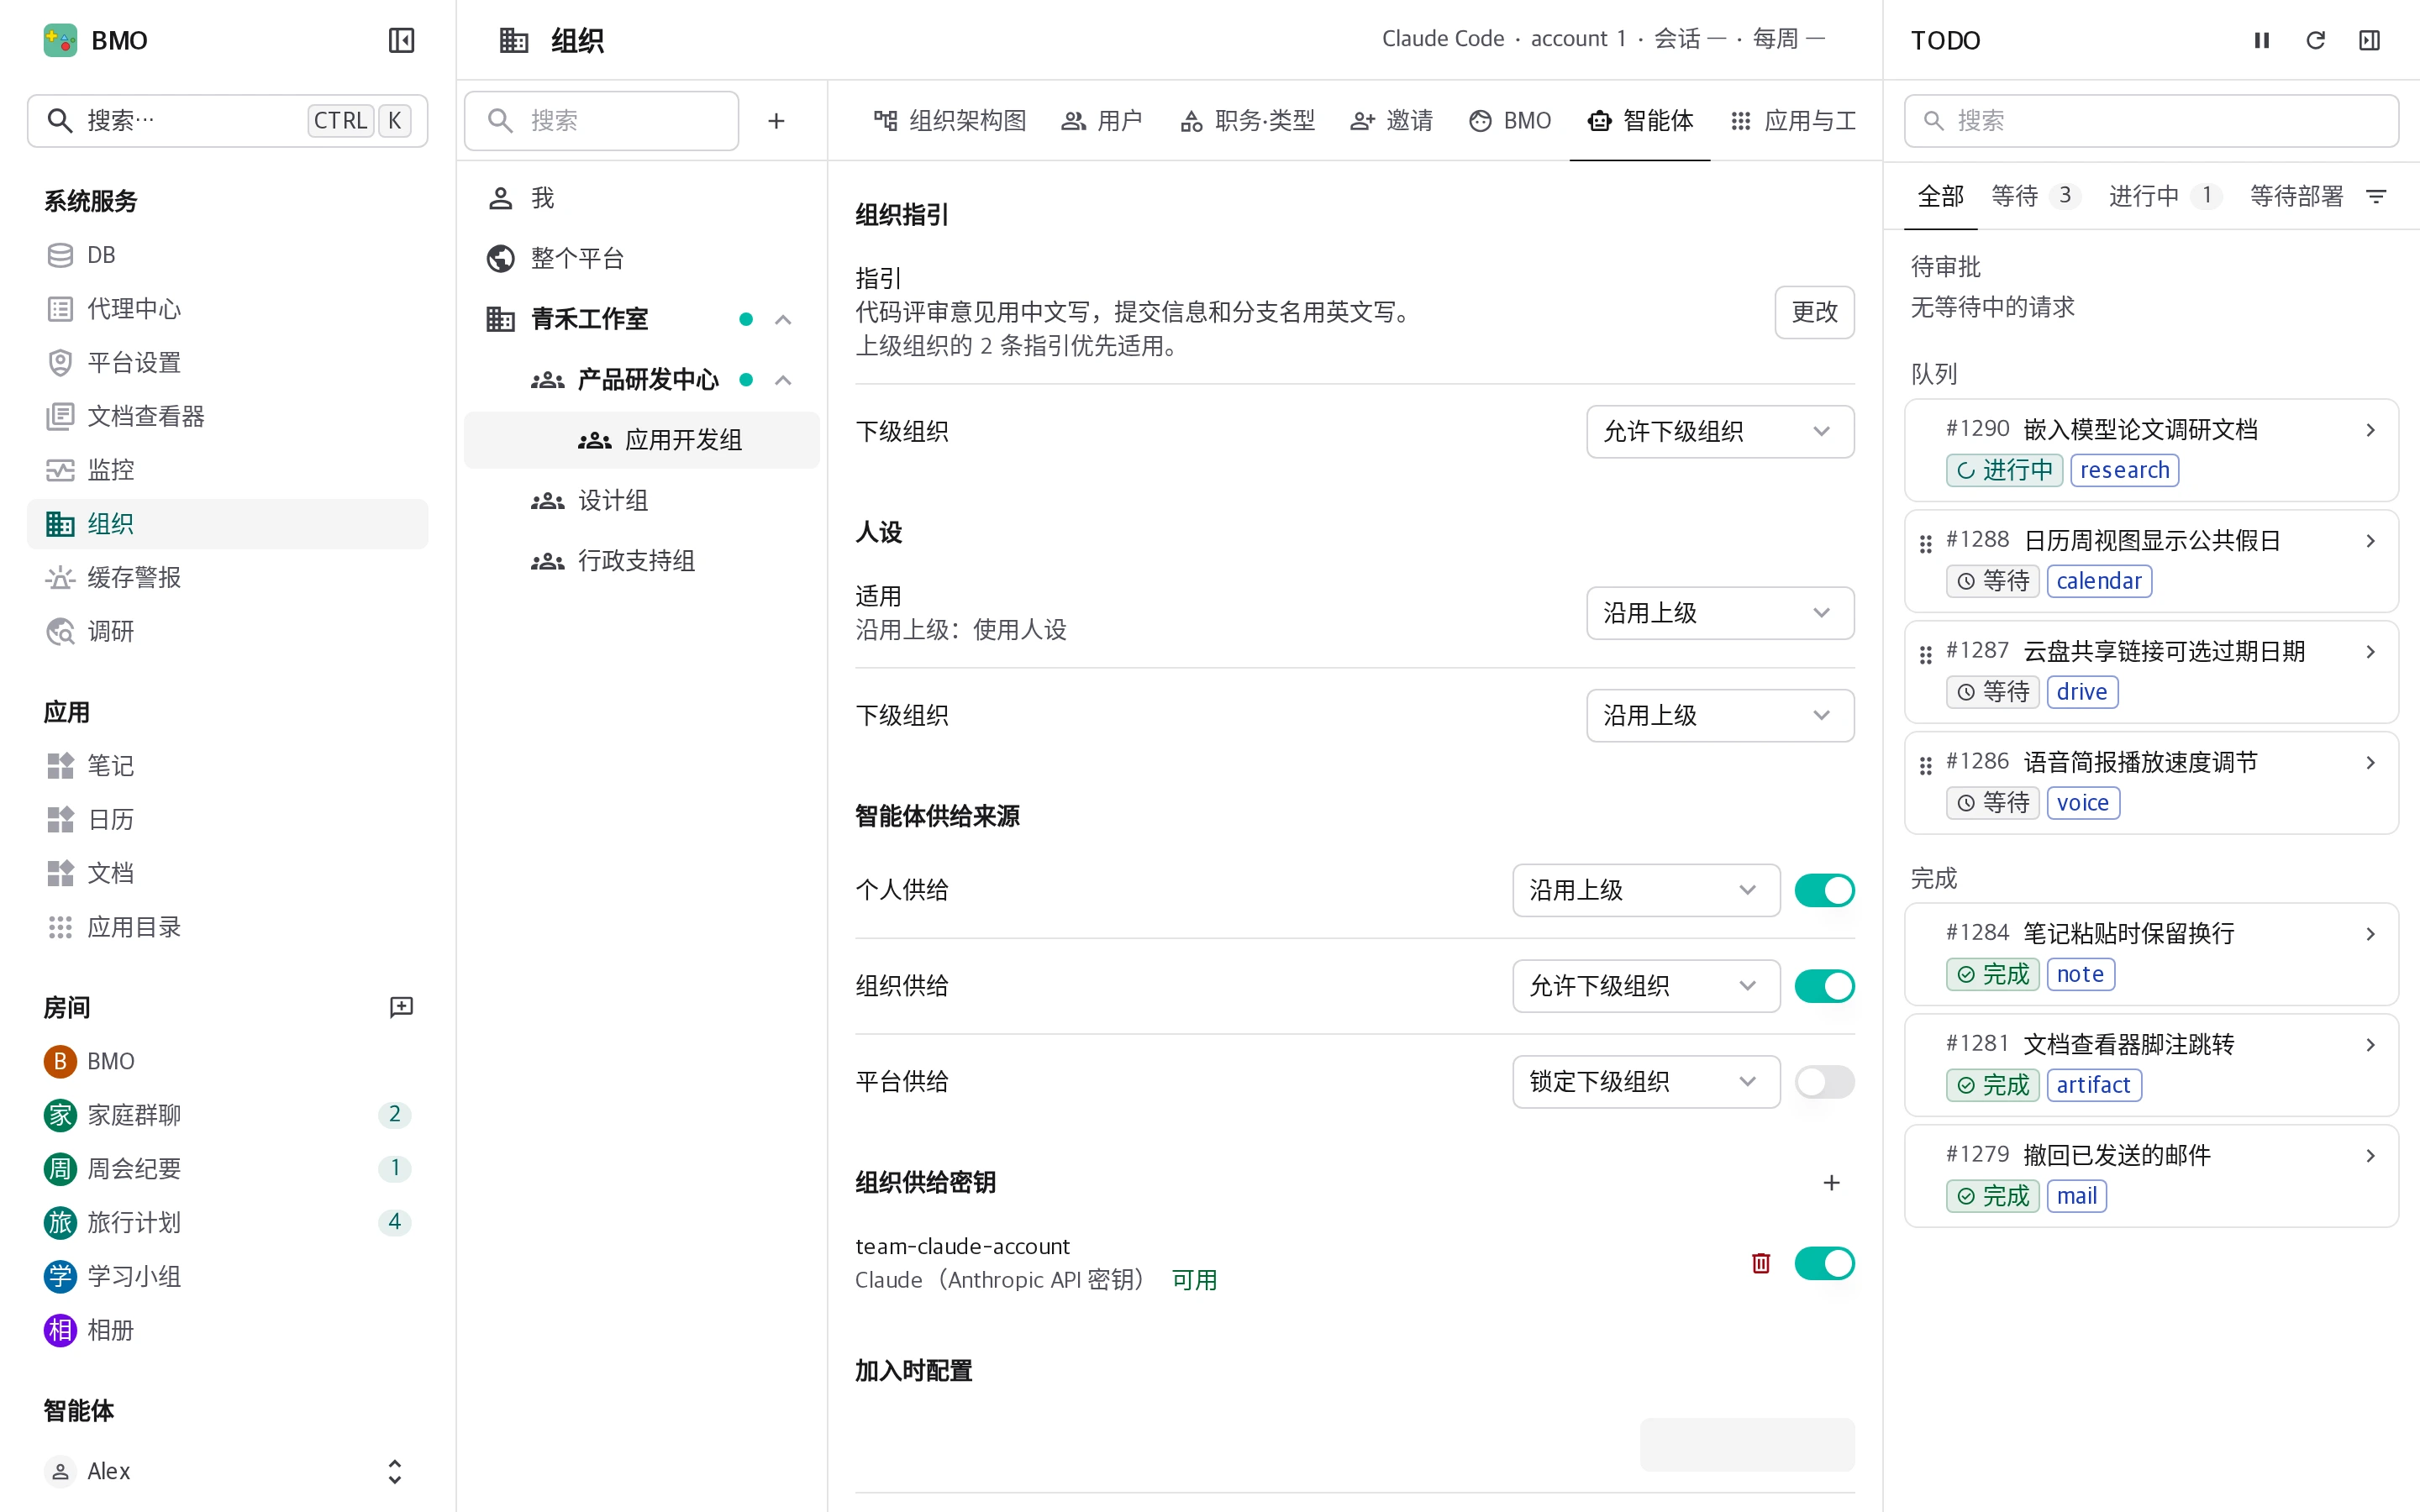 BMO
搜索… CTRL K
系统服务
DB
代理中心
平台设置
文档查看器
监控
组织
缓存警报
调研
应用
笔记
日历
文档
应用目录
房间
B BMO
家 家庭群聊 2
周 周会纪要 1
旅 旅行计划 4
学 学习小组
相 相册
智能体
Alex
组织
Claude Code · account 1 · 会话 — · 每周 —
搜索
我
整个平台
青禾工作室
产品研发中心
应用开发组
设计组
行政支持组
组织架构图 用户 职务·类型 邀请 BMO 智能体 应用与工
组织指引
指引
代码评审意见用中文写，提交信息和分支名用英文写。
上级组织的 2 条指引优先适用。
更改
下级组织 允许下级组织
人设
适用
沿用上级：使用人设
沿用上级
下级组织 沿用上级
智能体供给来源
个人供给 沿用上级
组织供给 允许下级组织
平台供给 锁定下级组织
组织供给密钥
team-claude-account
Claude（Anthropic API 密钥） 可用
加入时配置
TODO
搜索
全部 等待 3 进行中 1 等待部署
待审批
无等待中的请求
队列
#1290 嵌入模型论文调研文档
进行中 research
#1288 日历周视图显示公共假日
等待 calendar
#1287 云盘共享链接可选过期日期
等待 drive
#1286 语音简报播放速度调节
等待 voice
完成
#1284 笔记粘贴时保留换行
完成 note
#1281 文档查看器脚注跳转
完成 artifact
#1279 撤回已发送的邮件
完成 mail